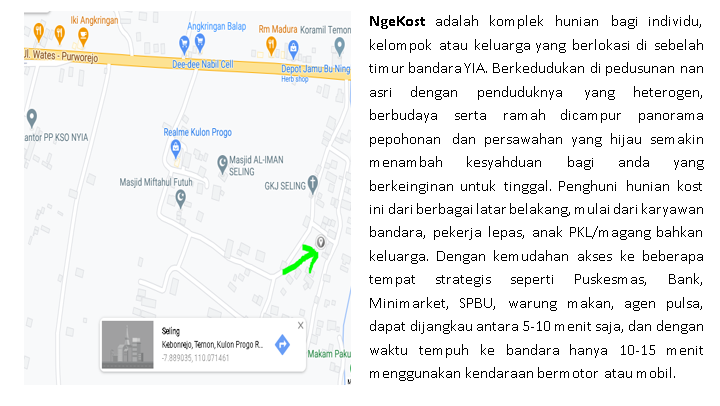 Iki Angkringan
Angkringan Balap
Rm Madura
Koramil Temon
Jl. Wates - Purworejo
Dee-dee Nabil Cell
Depot Jamu Bu Ning
Herb shop
antor PP KSO NYIA
Realme Kulon Progo
Masjid AL-IMAN
SELING
Masjid Miftahul Futuh
GKJ SELING
Seling
X
Kebonrejo, Temon, Kulon Progo R...
-7.889035, 110.071461
Makam Paku
NgeKost adalah komplek hunian bagi individu,
kelompok atau keluarga yang berlokasi di sebelah
timur bandara YIA. Berkedudukan di pedusunan nan
asri dengan penduduknya yang heterogen,
berbudaya serta ramah dicampur panorama
pepohonan dan persawahan yang hijau semakin
menambah kesyahduan bagi anda yang
berkeinginan untuk tinggal. Penghuni hunian kost
ini dari berbagai latar belakang, mulai dari karyawan
bandara, pekerja lepas, anak PKL/magang bahkan
keluarga. Dengan kemudahan akses ke beberapa
tempat strategis seperti Puskesmas, Bank,
Minimarket, SPBU, warung makan, agen pulsa,
dapat dijangkau antara 5-10 menit saja, dan dengan
waktu tempuh ke bandara hanya 10-15 menit
menggunakan kendaraan bermotor atau mobil.